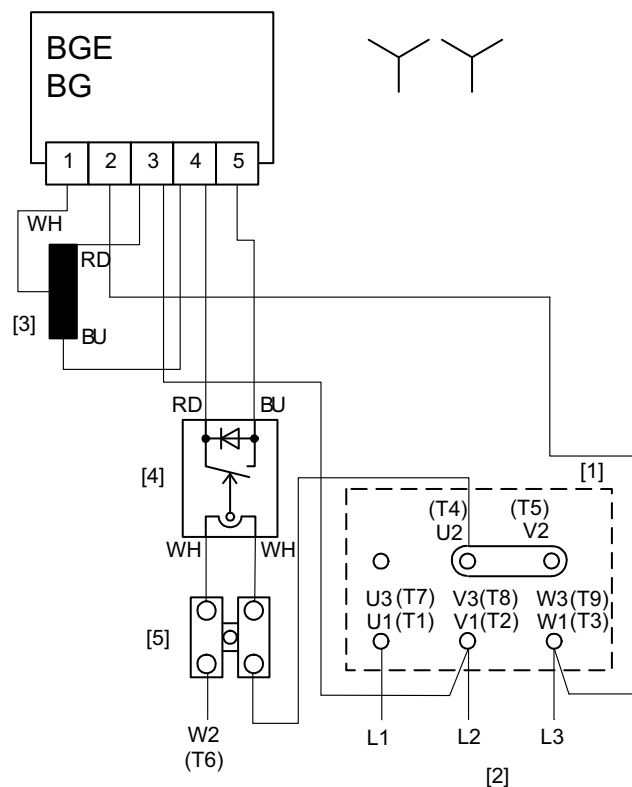 BGE
BG
1 2 3 4 5
WH
RD
[3]
BU
RD BU
[4]
[1]
(T4) (T5)
U2 V2
WH WH
U3 (T7) V3 (T8) W3 (T9)
U1 (T1) V1 (T2) W1 (T3)
[5]
W2
(T6)
L1 L2 L3
[2]